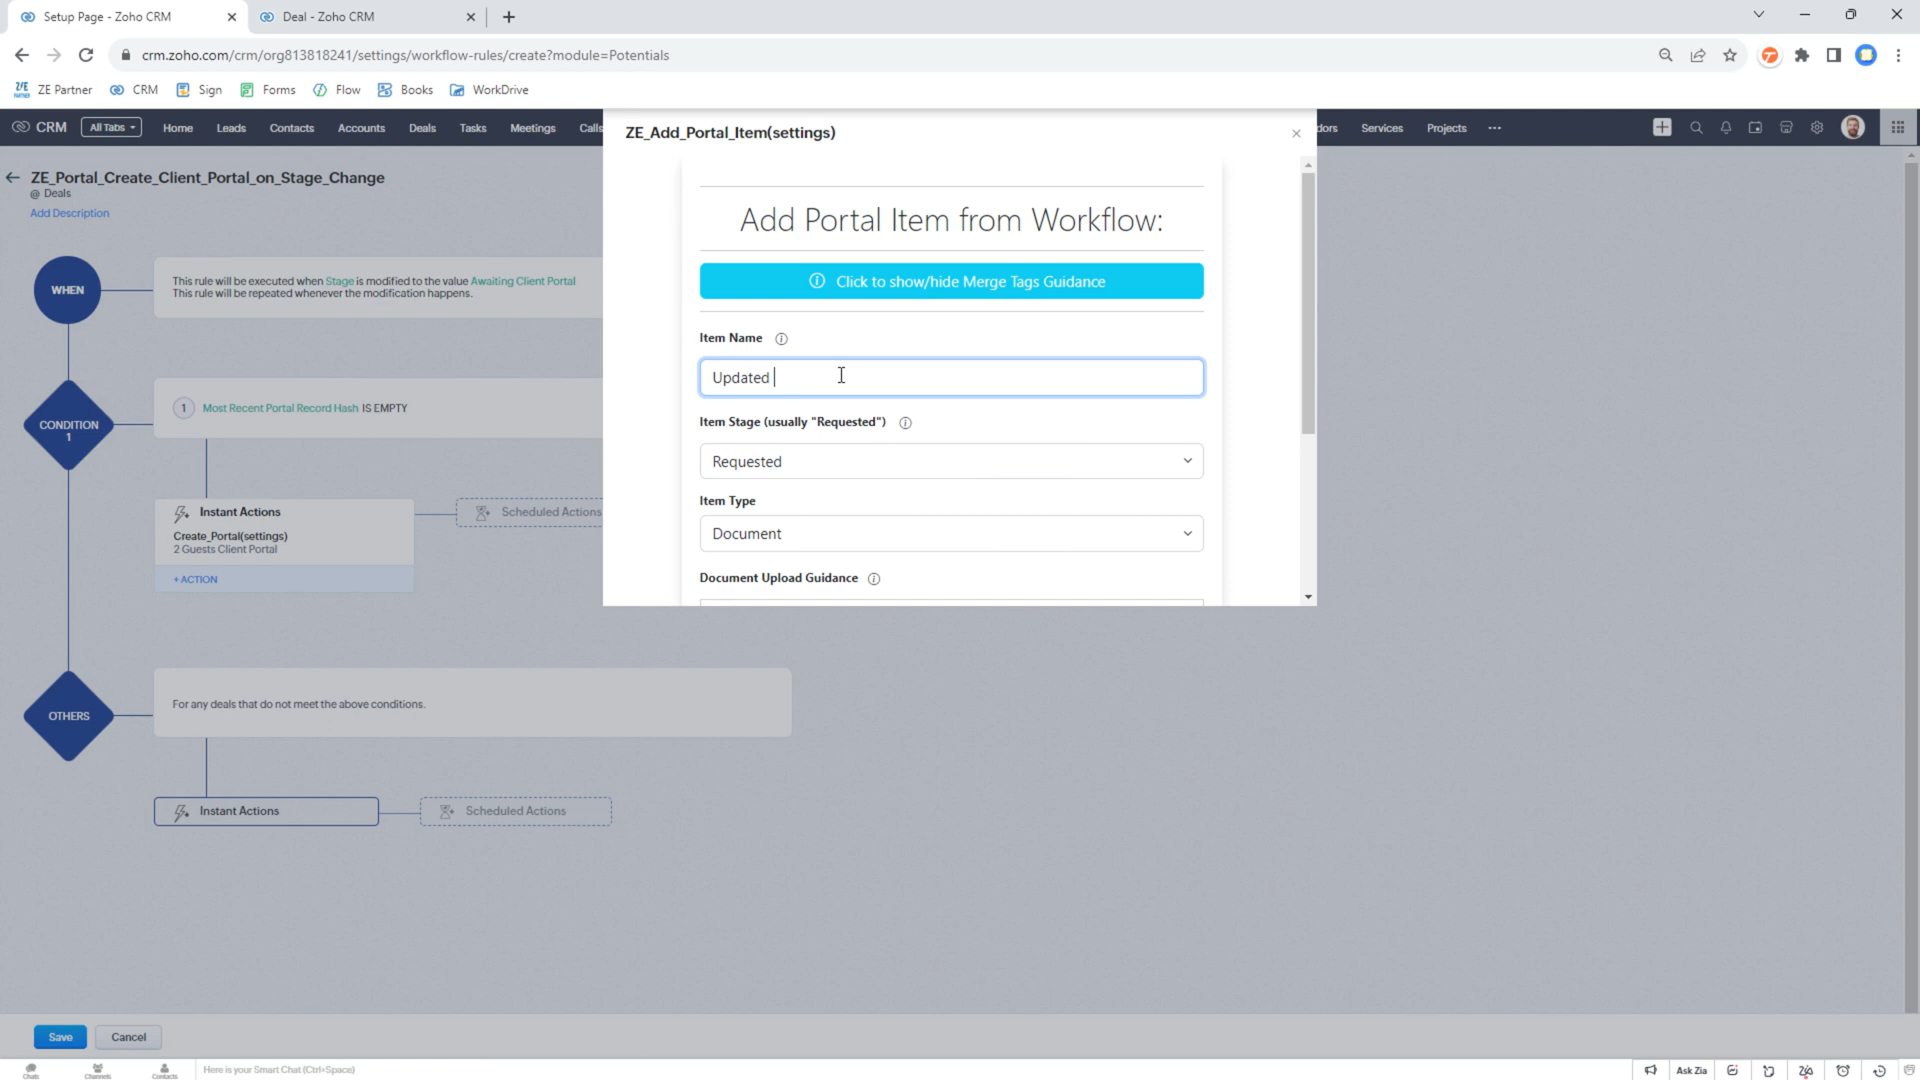 Setup Page - Zoho CRM
Deal - Zoho CRM
crm.zoho.com/crm/org813818241/settings/workflow-rules/create?module=Potentials
ZE Partner
CRM
Sign
Forms
Flow
Books
WorkDrive
CRM
All Tabs
Home
Leads
Contacts
Accounts
Deals
Tasks
Meetings
Calls
dors
Services
Projects
ZE_Portal_Create_Client_Portal_on_Stage_Change
@ Deals
Add Description
WHEN
This rule will be executed when Stage is modified to the value Awaiting Client Portal
This rule will be repeated whenever the modification happens.
CONDITION
1
1
Most Recent Portal Record Hash IS EMPTY
Instant Actions
Create_Portal(settings)
2 Guests Client Portal
+ ACTION
Scheduled Actions
OTHERS
For any deals that do not meet the above conditions.
Instant Actions
Scheduled Actions
ZE_Add_Portal_Item(settings)
Add Portal Item from Workflow:
Click to show/hide Merge Tags Guidance
Item Name
Updated
Item Stage (usually "Requested")
Requested
Item Type
Document
Document Upload Guidance
Save
Cancel
Chats
Channels
Contacts
Here is your Smart Chat (Ctrl+Space)
Ask Zia